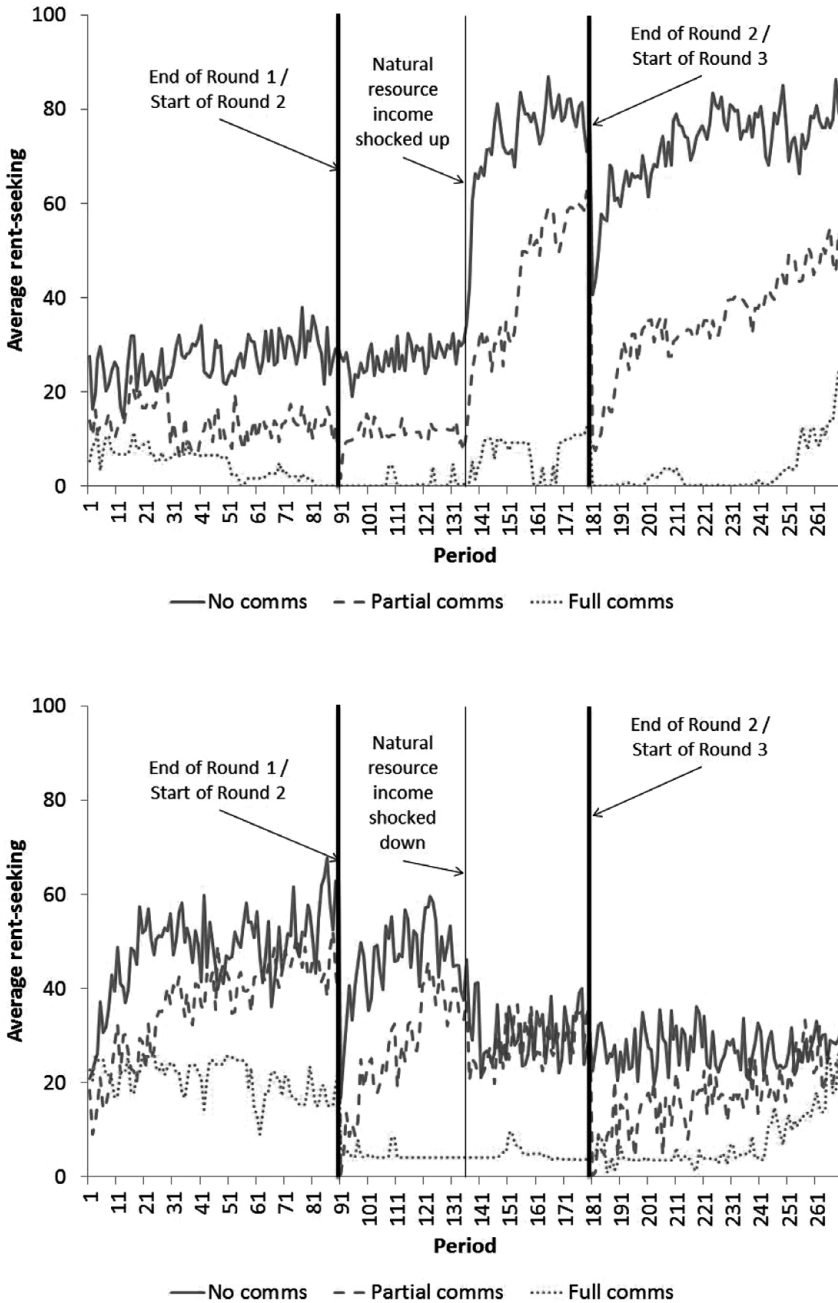 100
80
60
40
20
0
Average rent-seeking
End of Round 1 /
Start of Round 2
Natural
resource
income
shocked up
End of Round 2 /
Start of Round 3
1 11 21 31 41 51 61 71 81 91 101 111 121 131 141 151 161 171 181 191 201 211 221 231 241 251 261
Period
No comms Partial comms Full comms
100
80
60
40
20
0
Average rent-seeking
End of Round 1 /
Start of Round 2
Natural
resource
income
shocked
down
End of Round 2 /
Start of Round 3
1 11 21 31 41 51 61 71 81 91 101 111 121 131 141 151 161 171 181 191 201 211 221 231 241 251 261
Period
No comms Partial comms Full comms